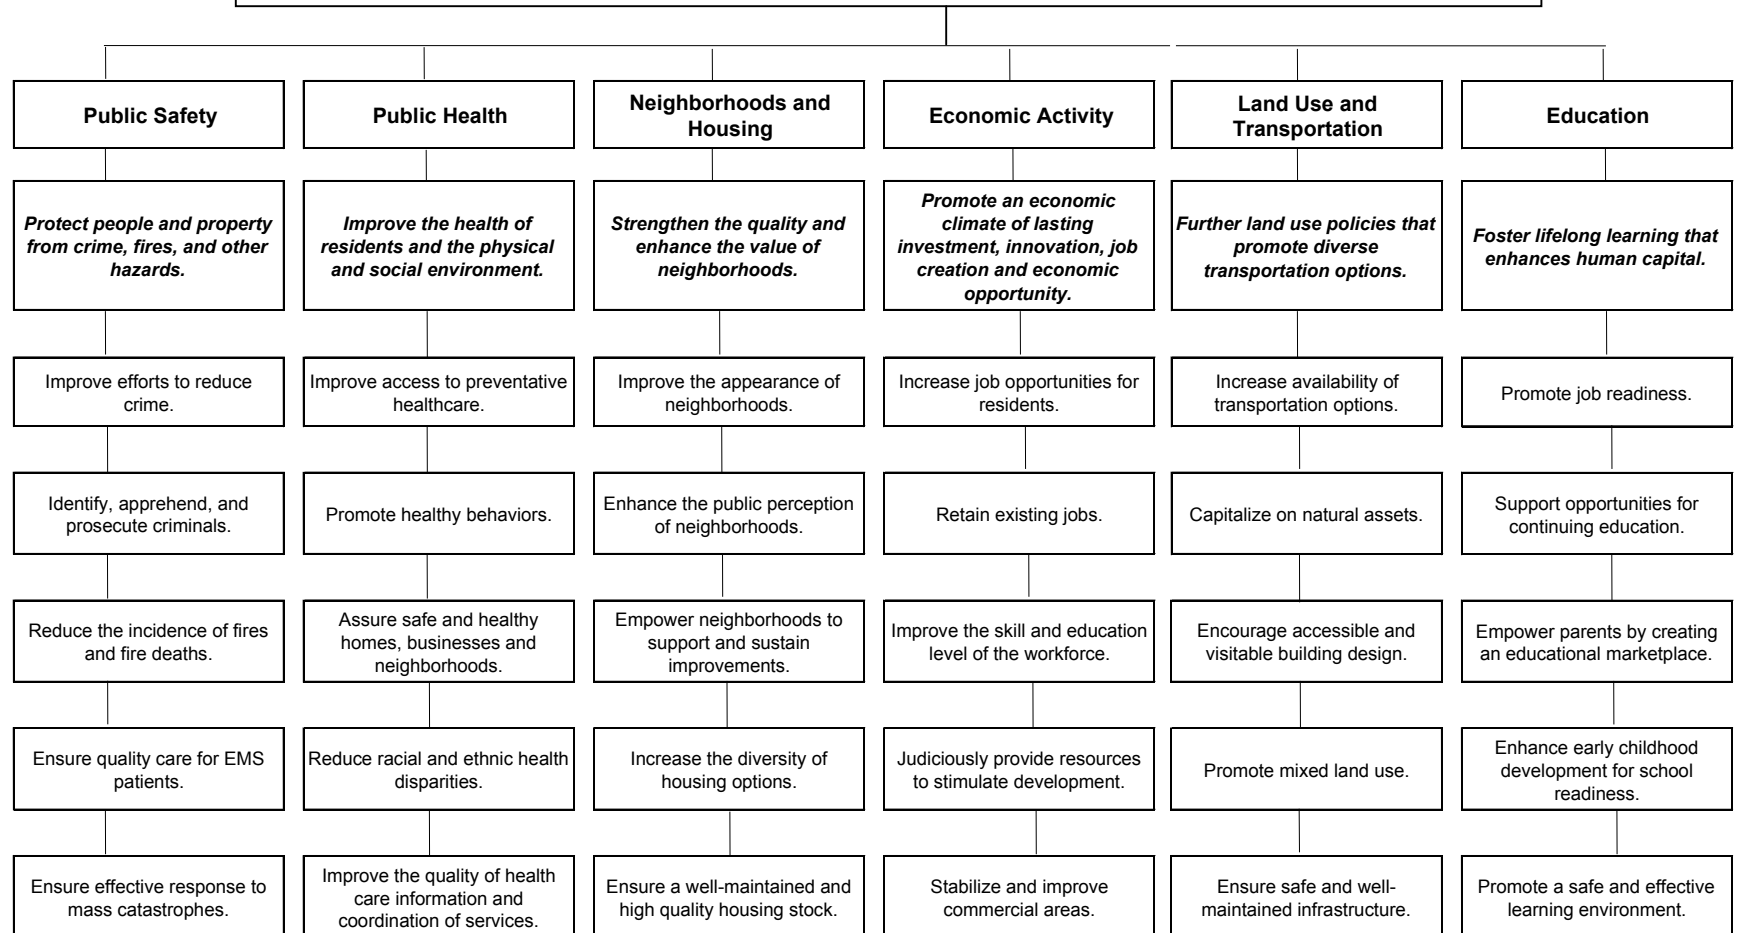 Public Safety
Public Health
Neighborhoods and
Housing
Economic Activity
Land Use and
Transportation
Education
Protect people and property
from crime, fires, and other
hazards.
Improve the health of
residents and the physical
and social environment.
Strengthen the quality and
enhance the value of
neighborhoods.
Promote an economic
climate of lasting
investment, innovation, job
creation and economic
opportunity.
Further land use policies that
promote diverse
transportation options.
Foster lifelong learning that
enhances human capital.
Improve efforts to reduce
crime.
Improve access to preventative
healthcare.
Improve the appearance of
neighborhoods.
Increase job opportunities for
residents.
Increase availability of
transportation options.
Promote job readiness.
Identify, apprehend, and
prosecute criminals.
Promote healthy behaviors.
Enhance the public perception
of neighborhoods.
Retain existing jobs.
Capitalize on natural assets.
Support opportunities for
continuing education.
Reduce the incidence of fires
and fire deaths.
Assure safe and healthy
homes, businesses and
neighborhoods.
Empower neighborhoods to
support and sustain
improvements.
Improve the skill and education
level of the workforce.
Encourage accessible and
visitable building design.
Empower parents by creating
an educational marketplace.
Ensure quality care for EMS
patients.
Reduce racial and ethnic health
disparities.
Increase the diversity of
housing options.
Judiciously provide resources
to stimulate development.
Promote mixed land use.
Enhance early childhood
development for school
readiness.
Ensure effective response to
mass catastrophes.
Improve the quality of health
care information and
coordination of services.
Ensure a well-maintained and
high quality housing stock.
Stabilize and improve
commercial areas.
Ensure safe and well-
maintained infrastructure.
Promote a safe and effective
learning environment.